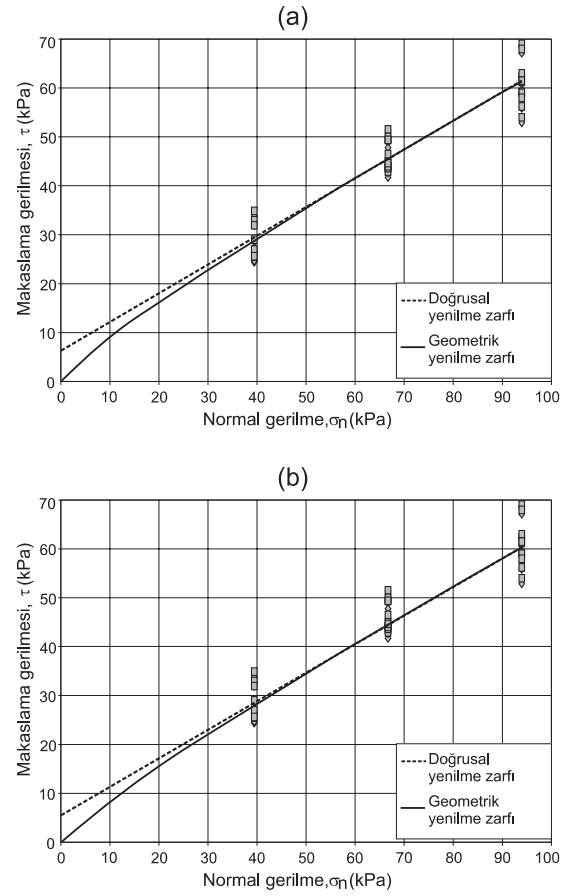 (a)
Makaslama gerilmesi, τ (kPa)
70
60
50
40
30
20
10
0
Doğrusal
yenilme zarfı
Geometrik
yenilme zarfı
0 10 20 30 40 50 60 70 80 90 100
Normal gerilme,σn(kPa)
(b)
Makaslama gerilmesi, τ (kPa)
70
60
50
40
30
20
10
0
Doğrusal
yenilme zarfı
Geometrik
yenilme zarfı
0 10 20 30 40 50 60 70 80 90 100
Normal gerilme,σn(kPa)